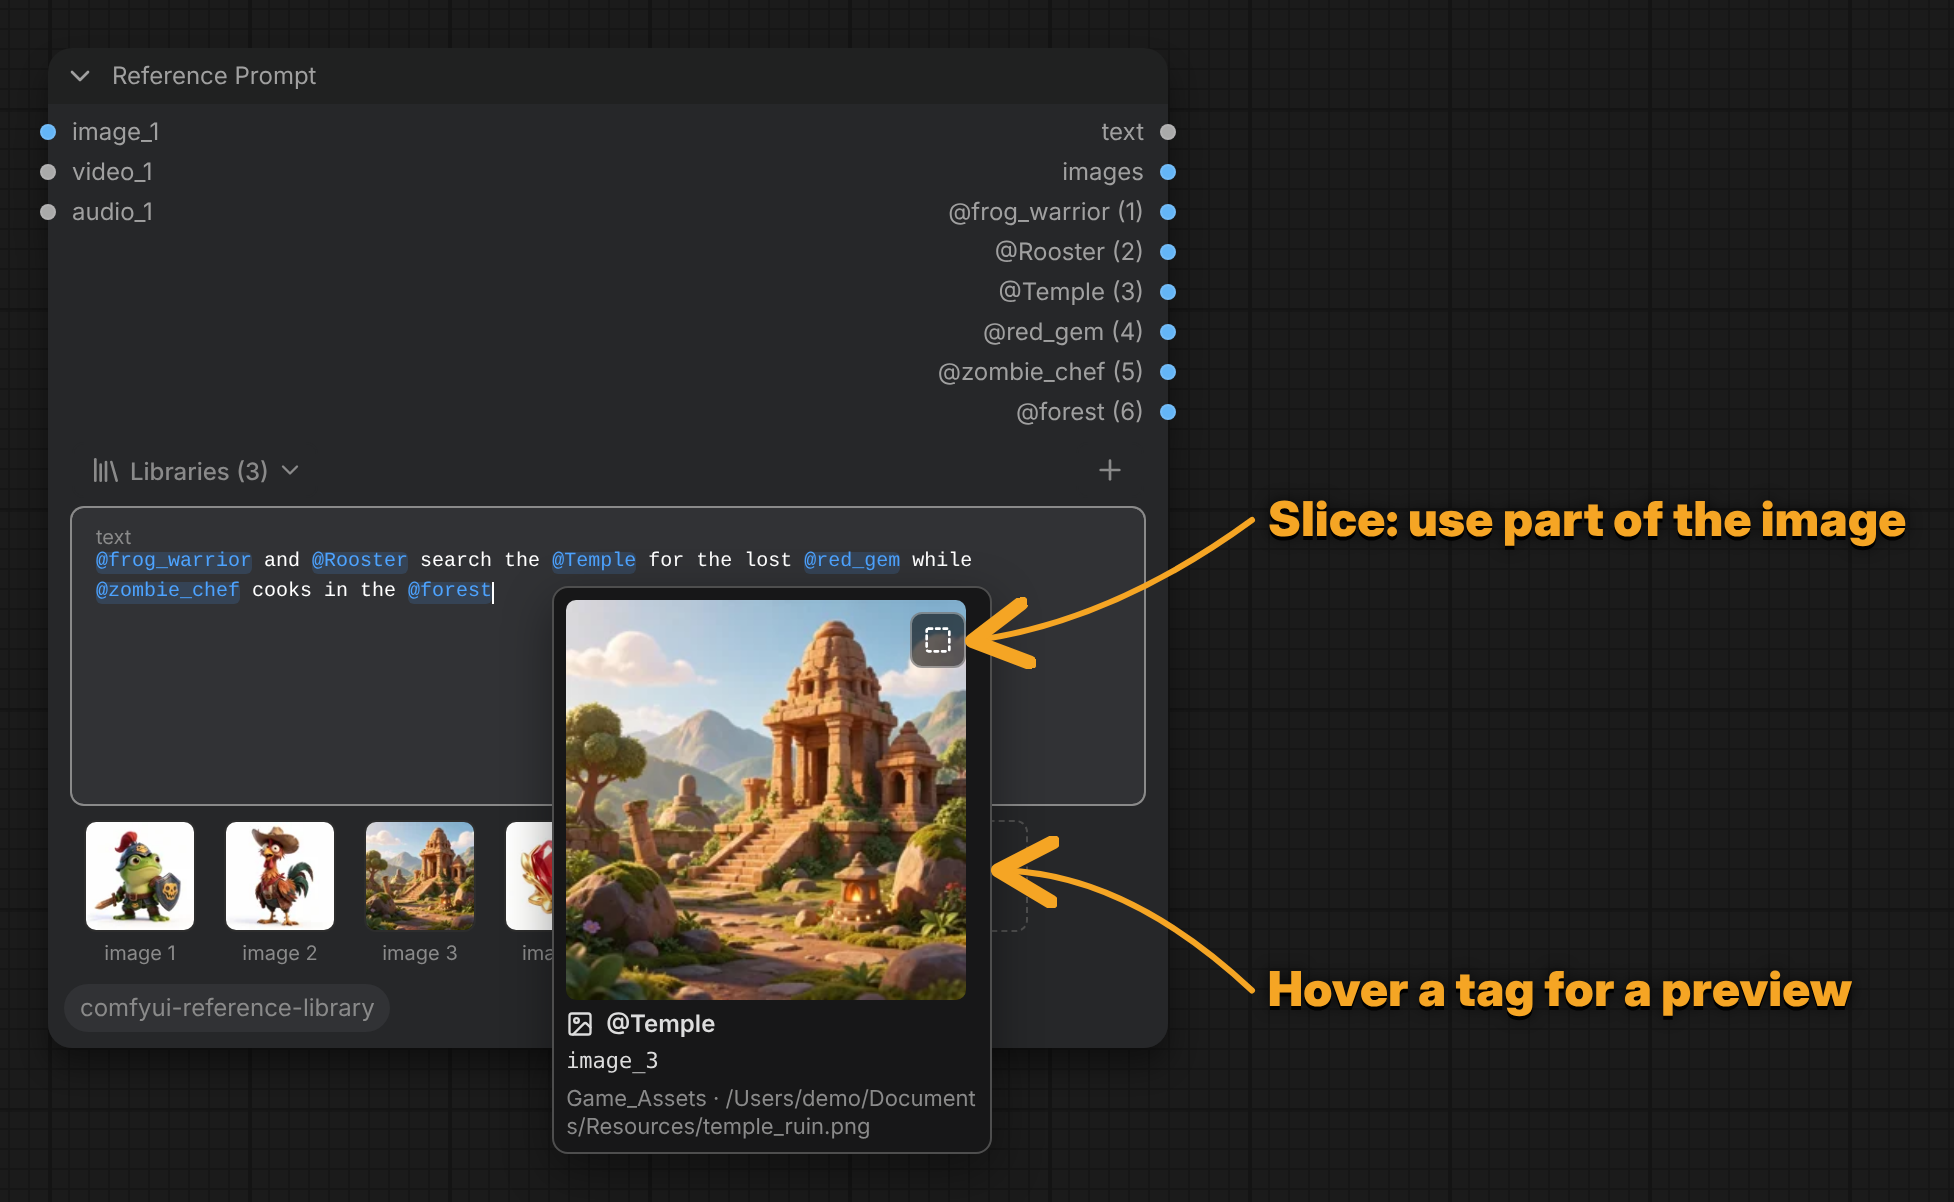 Reference Prompt
image_1
video_1
audio_1
text
images
@frog_warrior (1)
@Rooster (2)
@Temple (3)
@red_gem (4)
@zombie_chef (5)
@forest (6)
Libraries (3)
text
@frog_warrior and @Rooster search the @Temple for the lost @red_gem while
@zombie_chef cooks in the @forest
Slice: use part of the image
image 1
image 2
image 3
ima
comfyui-reference-library
@Temple
image_3
Game_Assets · /Users/demo/Document
s/Resources/temple_ruin.png
Hover a tag for a preview